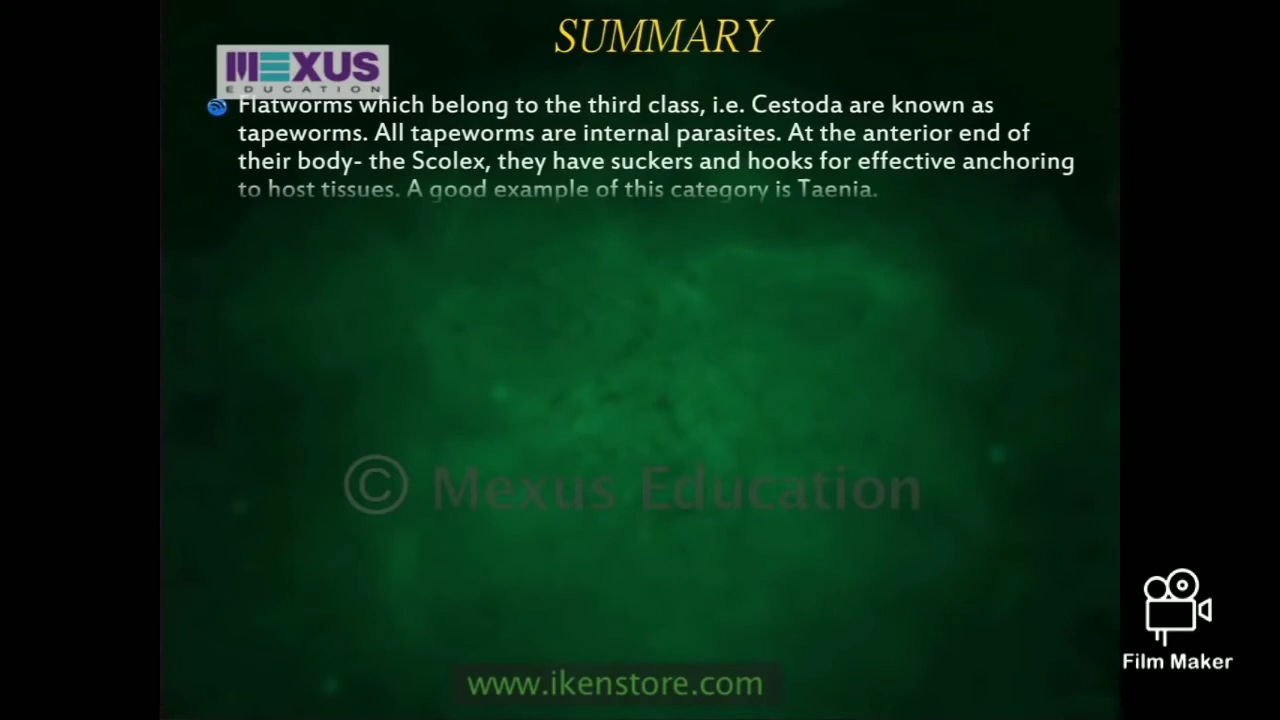 SUMMARY
MEXUS
EDUCATION
Flatworms which belong to the third class, i.e. Cestoda are known as
tapeworms. All tapeworms are internal parasites. At the anterior end of
their body- the Scolex, they have suckers and hooks for effective anchoring
to host tissues. A good example of this category is Taenia.
© Mexus Education
Film Maker
www.ikenstore.com